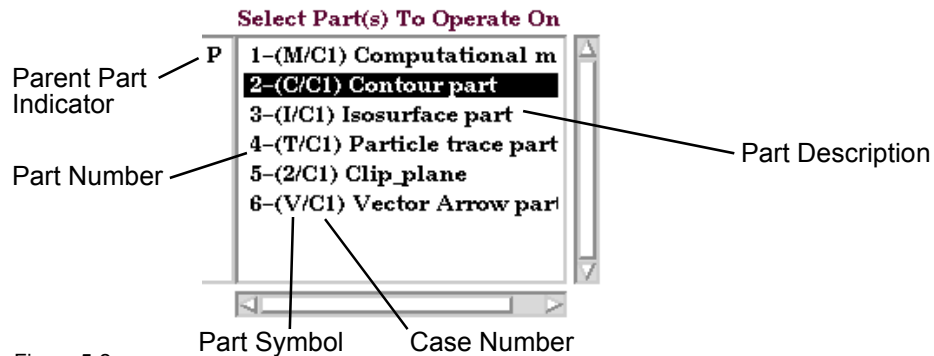 Select Part(s) To Operate On
P 1-(M/C1) Computational m
2-(C/C1) Contour part
3-(I/C1) Isosurface part
4-(T/C1) Particle trace part
5-(2/C1) Clip_plane
6-(V/C1) Vector Arrow part
Parent Part
Indicator
Part Number
Part Description
Part Symbol
Case Number